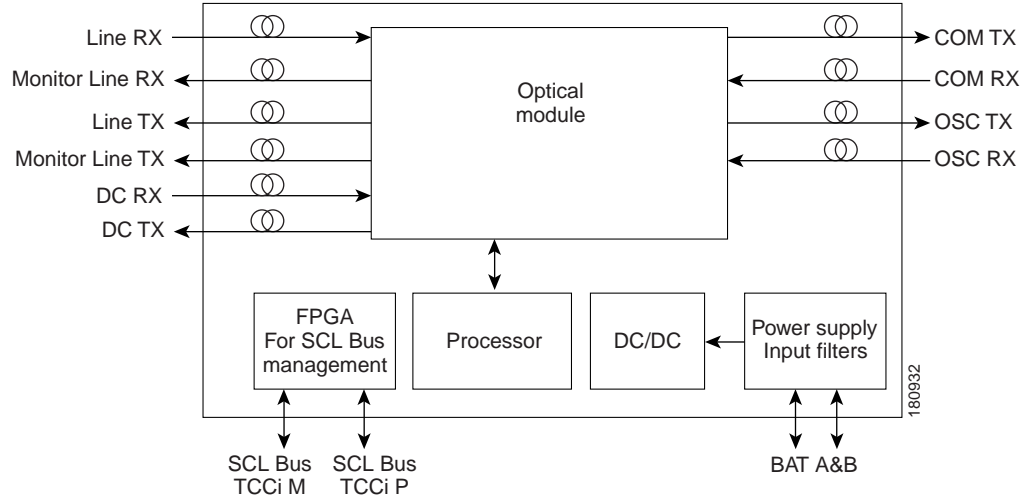 Line RX
Monitor Line RX
Line TX
Monitor Line TX
DC RX
DC TX
Optical
module
COM TX
COM RX
OSC TX
OSC RX
FPGA
For SCL Bus
management
Processor
DC/DC
Power supply
Input filters
180932
SCL Bus
TCCi M
SCL Bus
TCCi P
BAT A&B